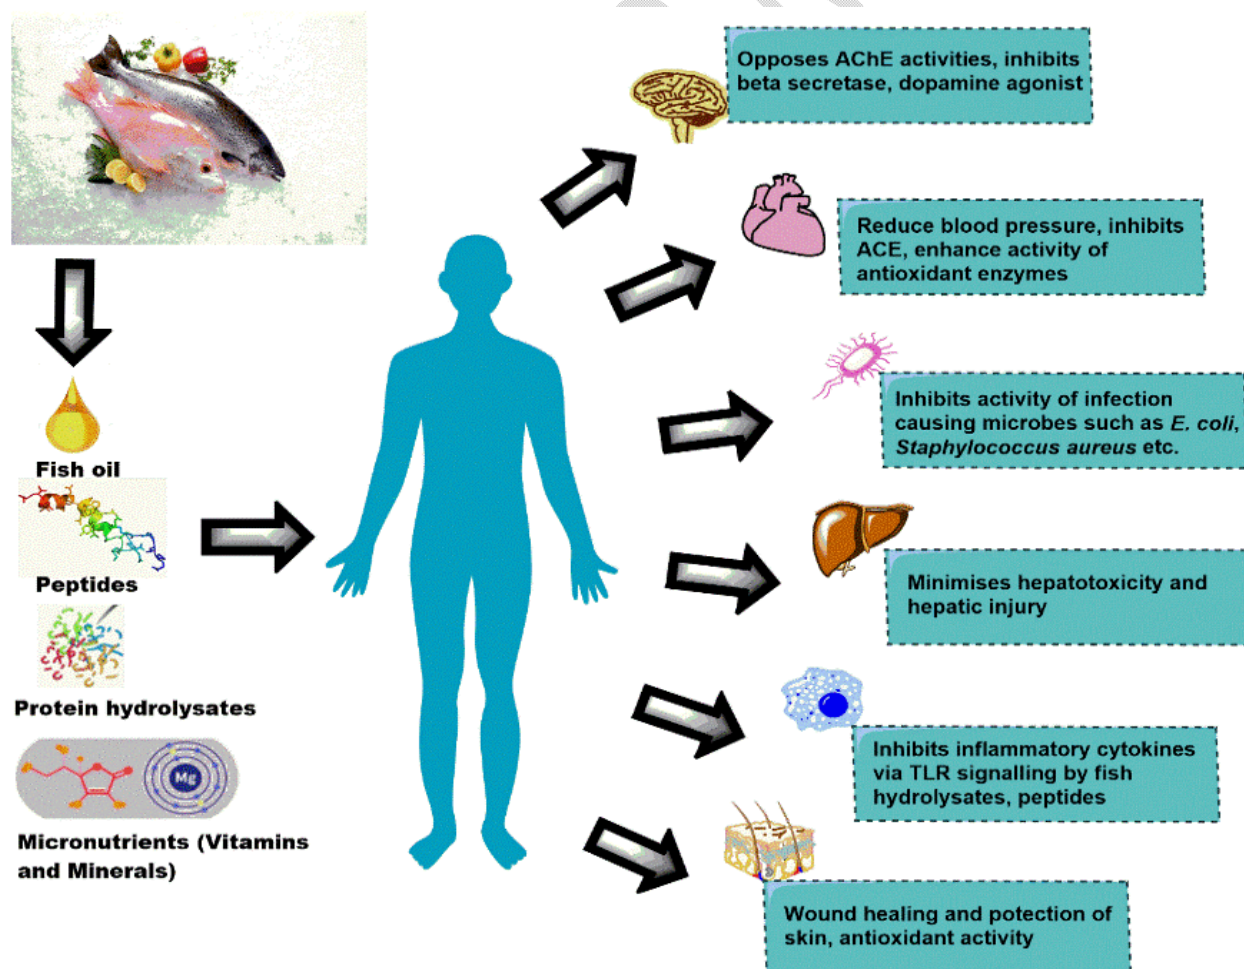 Opposes AChE activities, inhibits
beta secretase, dopamine agonist
Reduce blood pressure, inhibits
ACE, enhance activity of
antioxidant enzymes
Inhibits activity of infection
causing microbes such as E. coli,
Staphylococcus aureus etc.
Minimises hepatotoxicity and
hepatic injury
Inhibits inflammatory cytokines
via TLR signalling by fish
hydrolysates, peptides
Wound healing and potection of
skin, antioxidant activity
Fish oil
Peptides
Protein hydrolysates
Mg
Micronutrients (Vitamins
and Minerals)